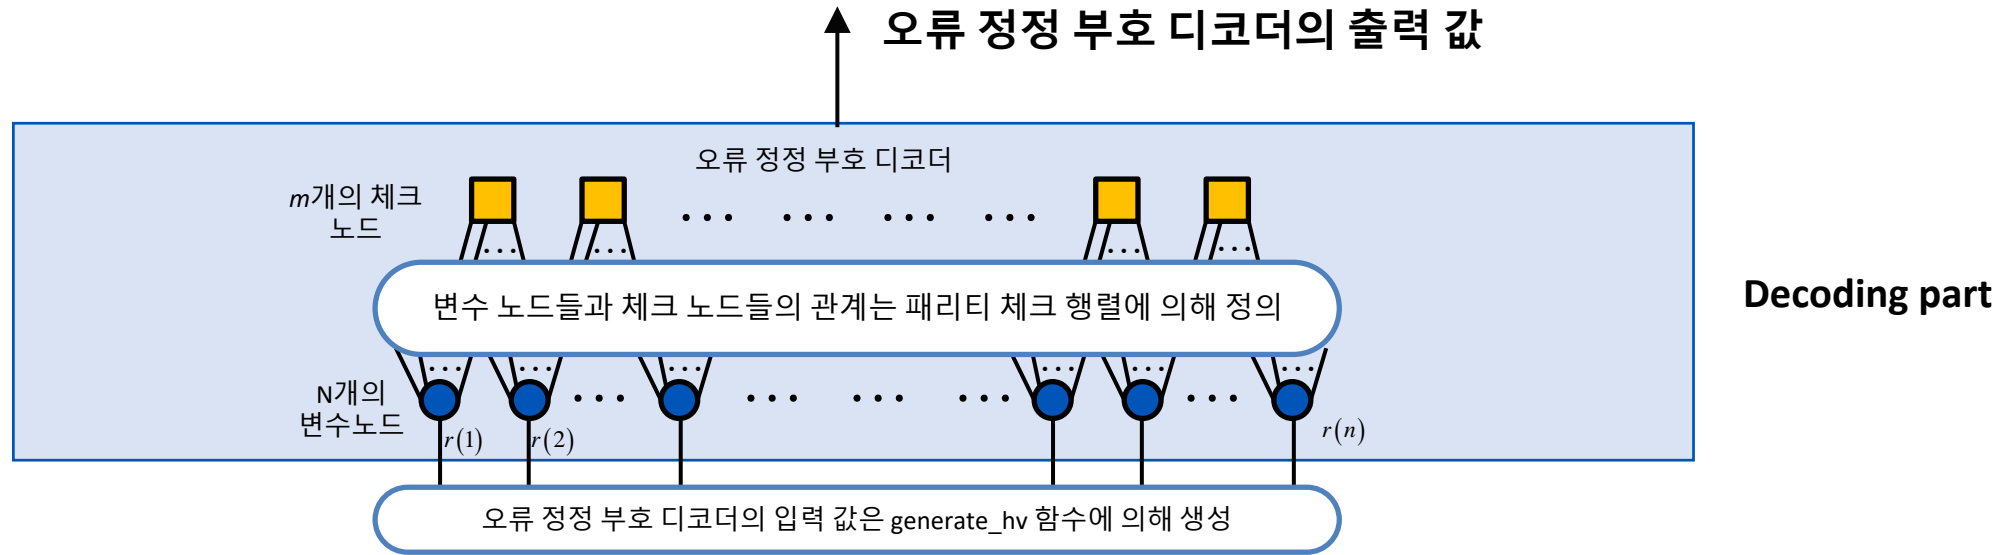 오류 정정 부호 디코더의 출력 값
오류 정정 부호 디코더
m개의 체크
노드
변수 노드들과 체크 노드들의 관계는 패리티 체크 행렬에 의해 정의
Decoding part
N개의
변수노드
r(1)
r(2)
r(n)
오류 정정 부호 디코더의 입력 값은 generate_hv 함수에 의해 생성